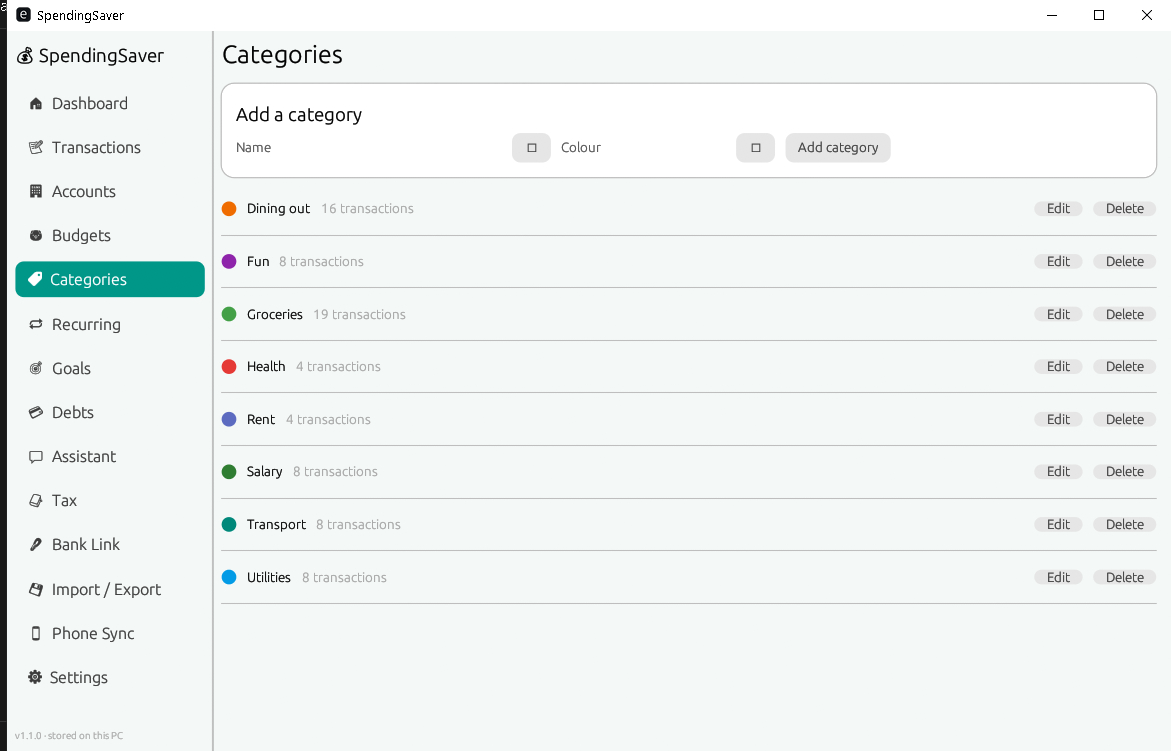 SpendingSaver
SpendingSaver
Dashboard
Transactions
Accounts
Budgets
Categories
Recurring
Goals
Debts
Assistant
Tax
Bank Link
Import / Export
Phone Sync
Settings
v1.1.0 · stored on this PC
Categories
Add a category
Name Colour Add category
Dining out 16 transactions Edit Delete
Fun 8 transactions Edit Delete
Groceries 19 transactions Edit Delete
Health 4 transactions Edit Delete
Rent 4 transactions Edit Delete
Salary 8 transactions Edit Delete
Transport 8 transactions Edit Delete
Utilities 8 transactions Edit Delete